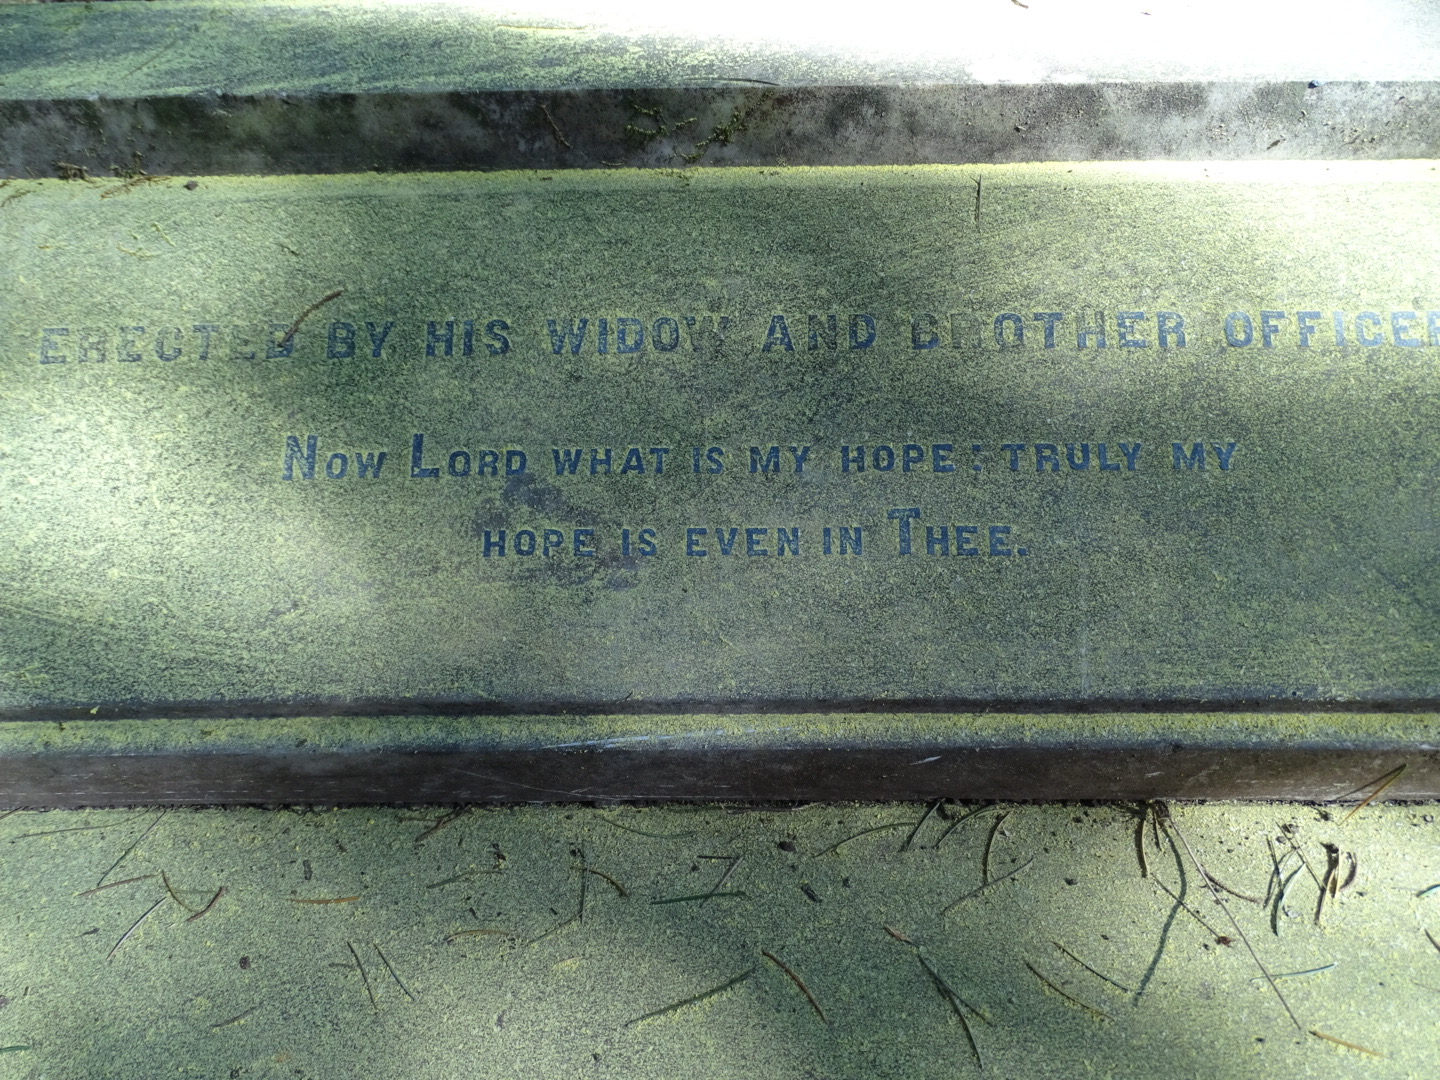 ERECTED BY HIS WIDOW AND BROTHER OFFICER
Now Lord what is my hope: truly my
hope is even in Thee.